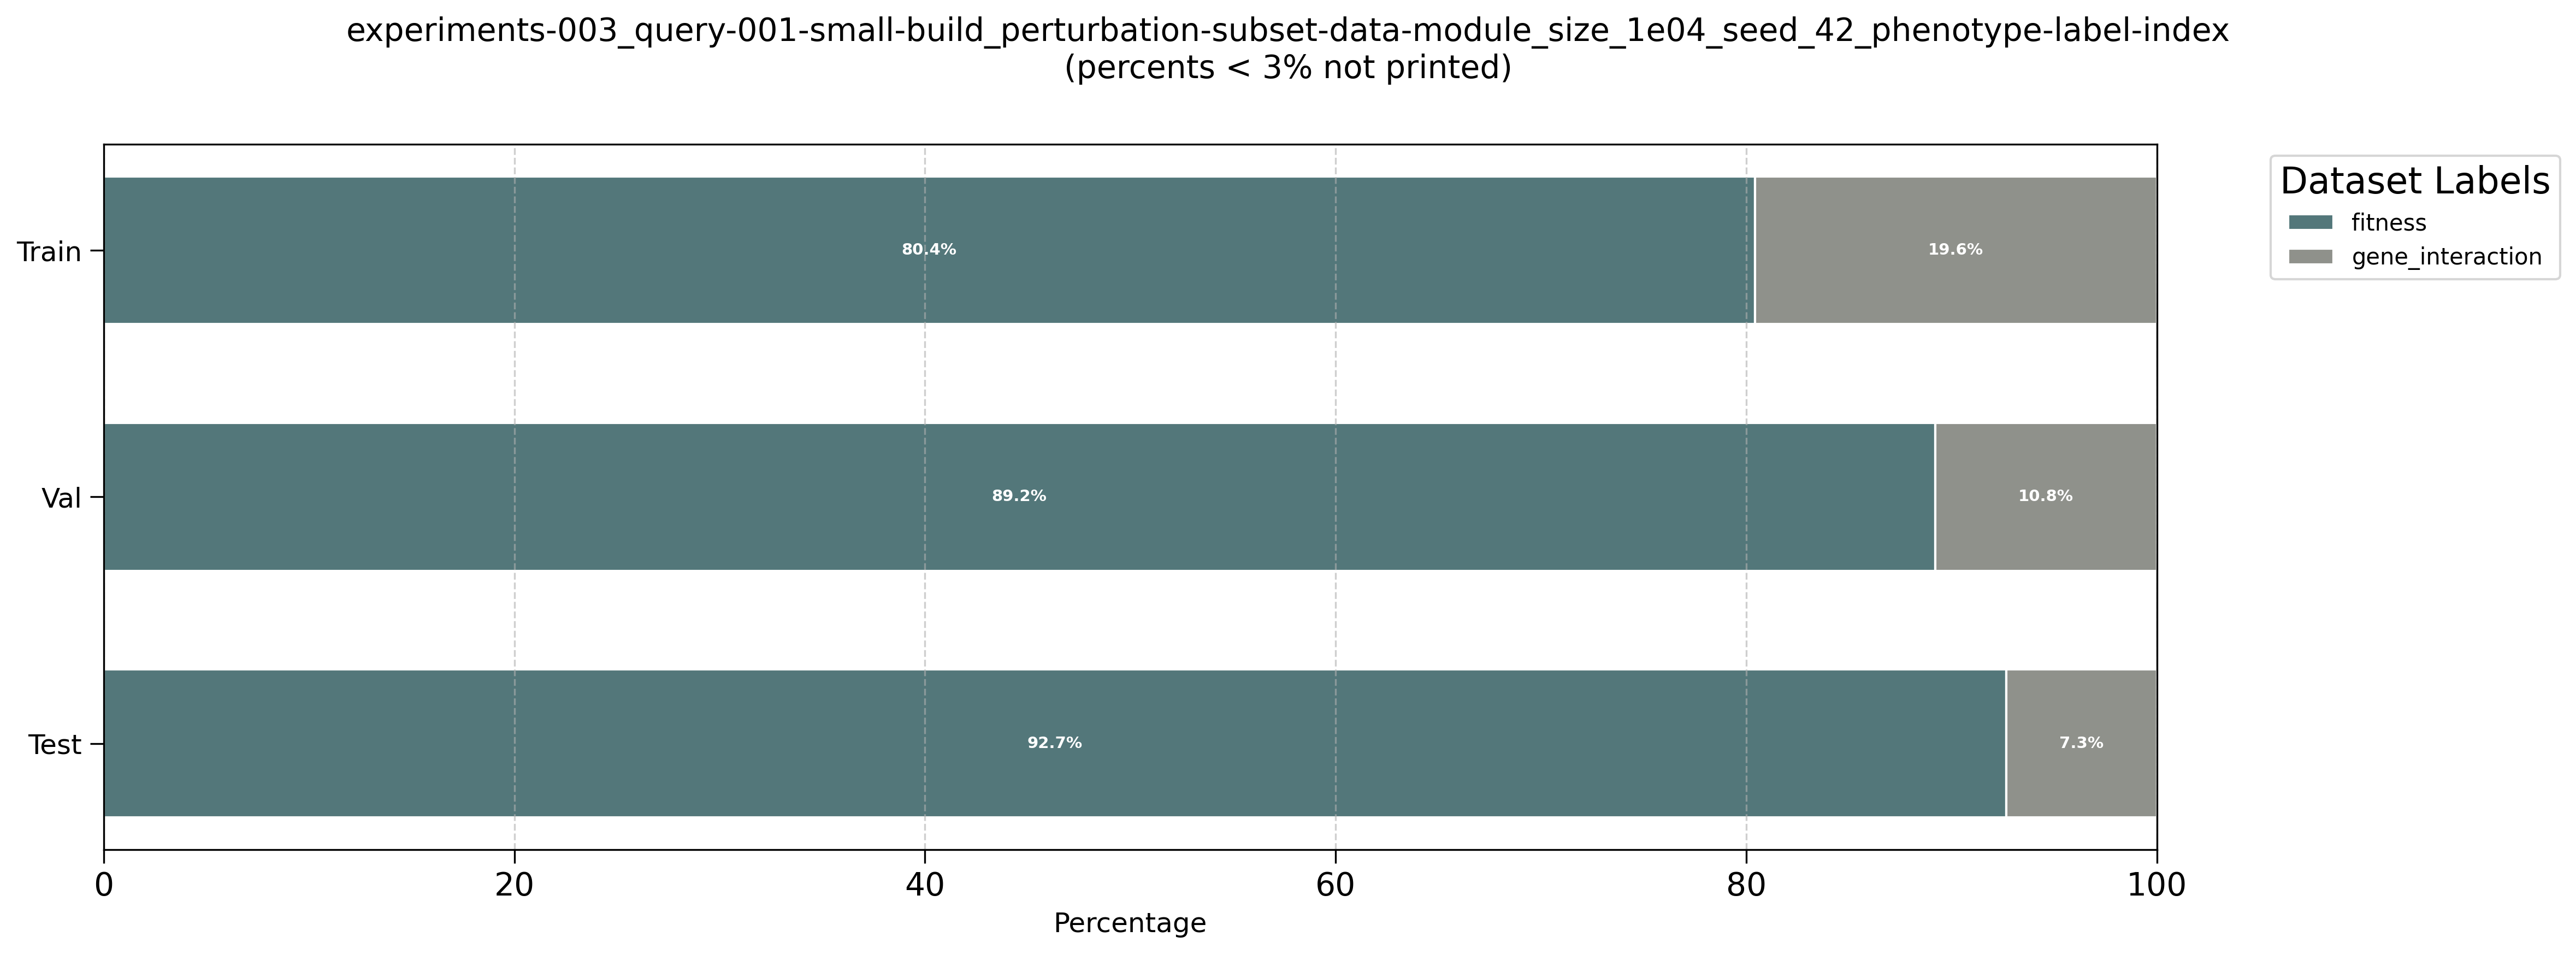 experiments-003_query-001-small-build_perturbation-subset-data-module_size_1e04_seed_42_phenotype-label-index
(percents < 3% not printed)
Dataset Labels
fitness
gene_interaction
Train
80.4%
19.6%
Val
89.2%
10.8%
Test
92.7%
7.3%
0
20
40
60
80
100
Percentage